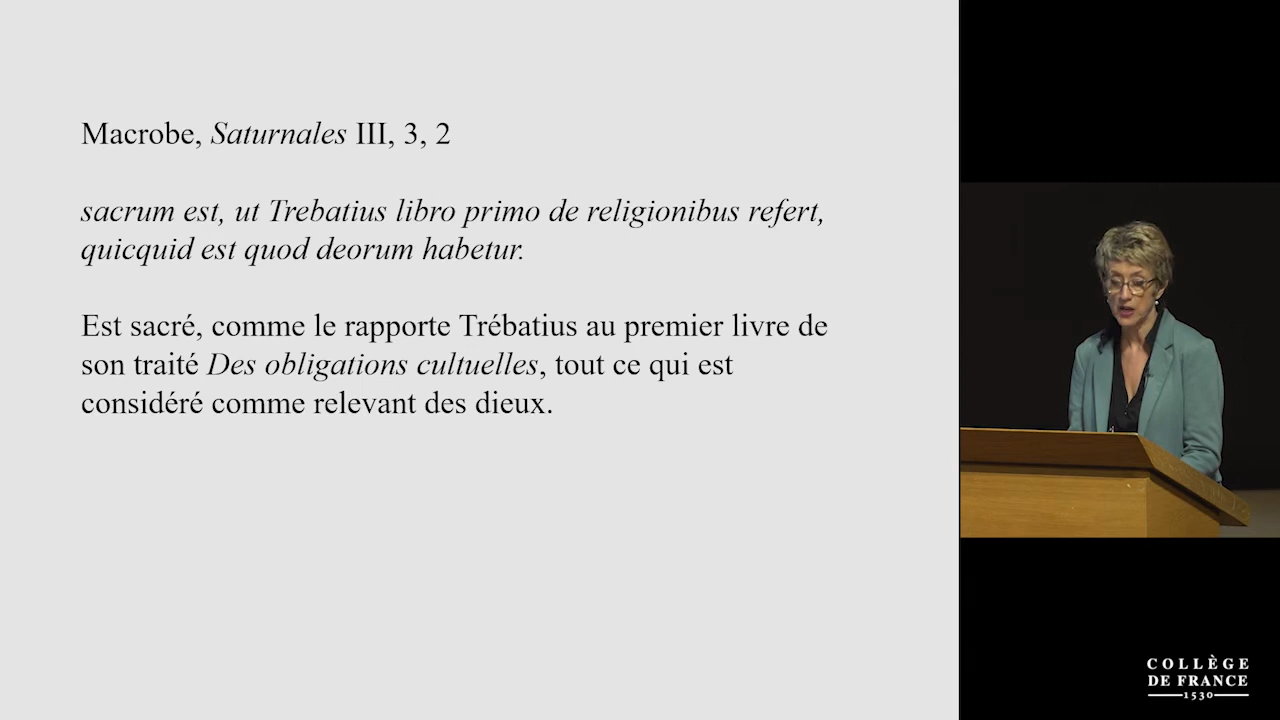 Macrobe, Saturnales III, 3, 2
sacrum est, ut Trebatius libro primo de religionibus refert,
quicquid est quod deorum habetur.
Est sacré, comme le rapporte Trébatius au premier livre de
son traité Des obligations cultuelles, tout ce qui est
considéré comme relevant des dieux.
COLLÈGE
DE FRANCE
1530